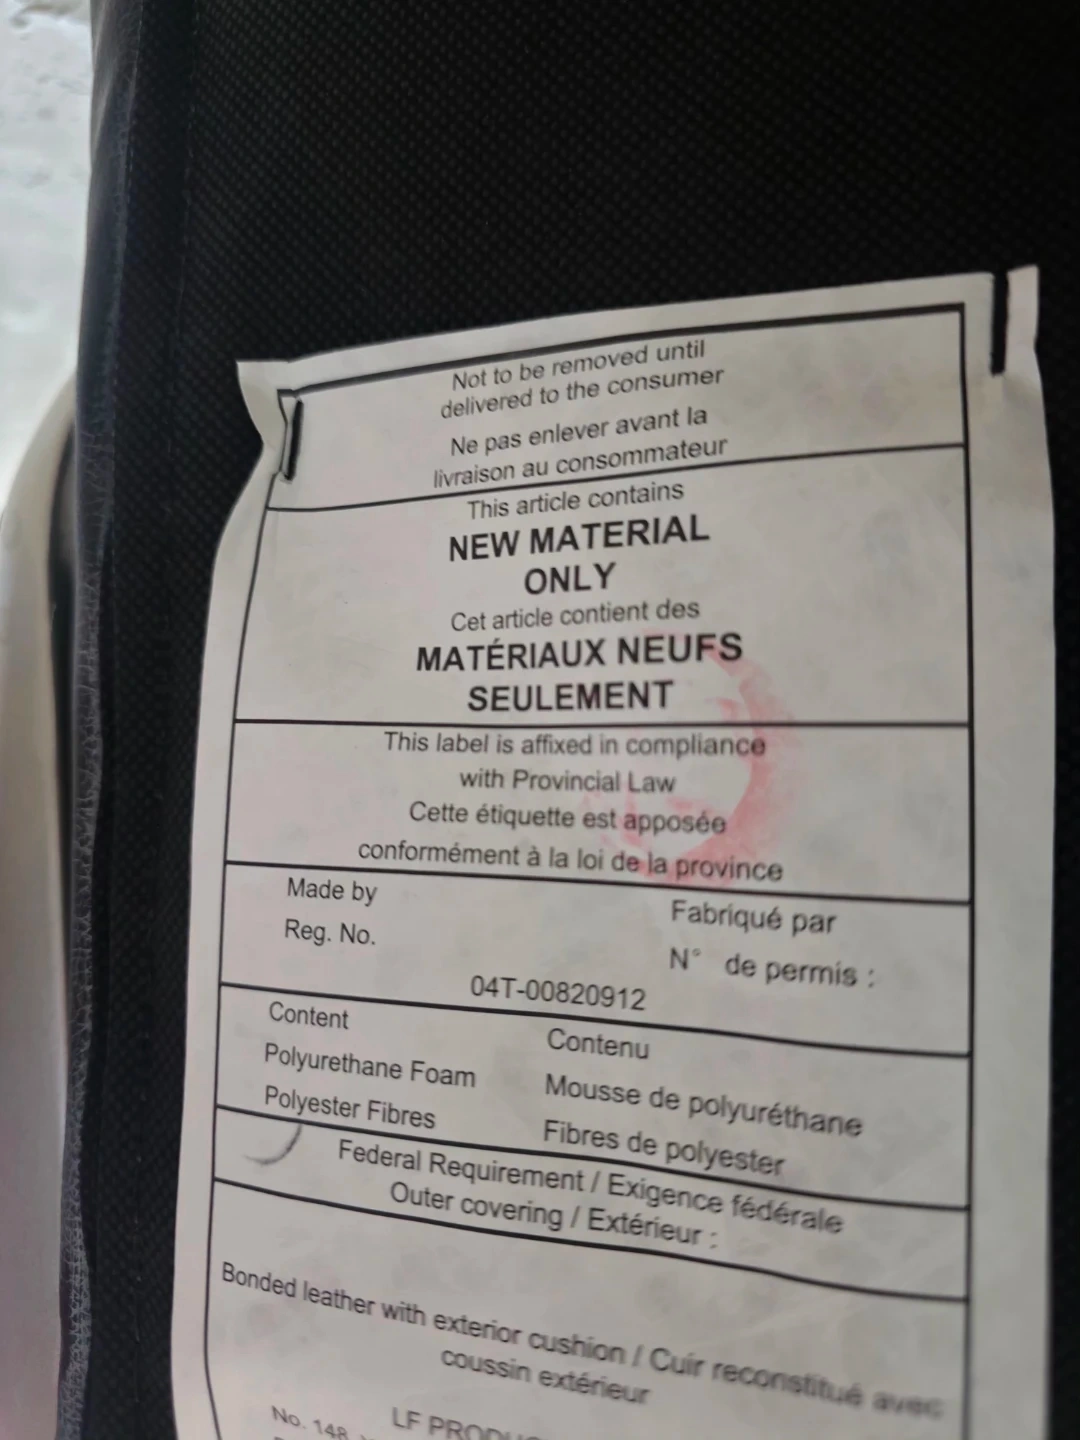 Not to be removed until
delivered to the consumer
Ne pas enlever avant la
livraison au consommateur
This article contains
NEW MATERIAL
ONLY
Cet article contient des
MATÉRIAUX NEUFS
SEULEMENT
This label is affixed in compliance
with Provincial Law
Cette étiquette est apposée
conformément à la loi de la province
Made by Fabriqué par
Reg. No. N° de permis :
04T-00820912
Content Contenu
Polyurethane Foam Mousse de polyuréthane
Polyester Fibres Fibres de polyester
Federal Requirement / Exigence fédérale
Outer covering / Extérieur :
Bonded leather with exterior cushion / Cuir reconstitué avec
coussin extérieur
LF
No. 148